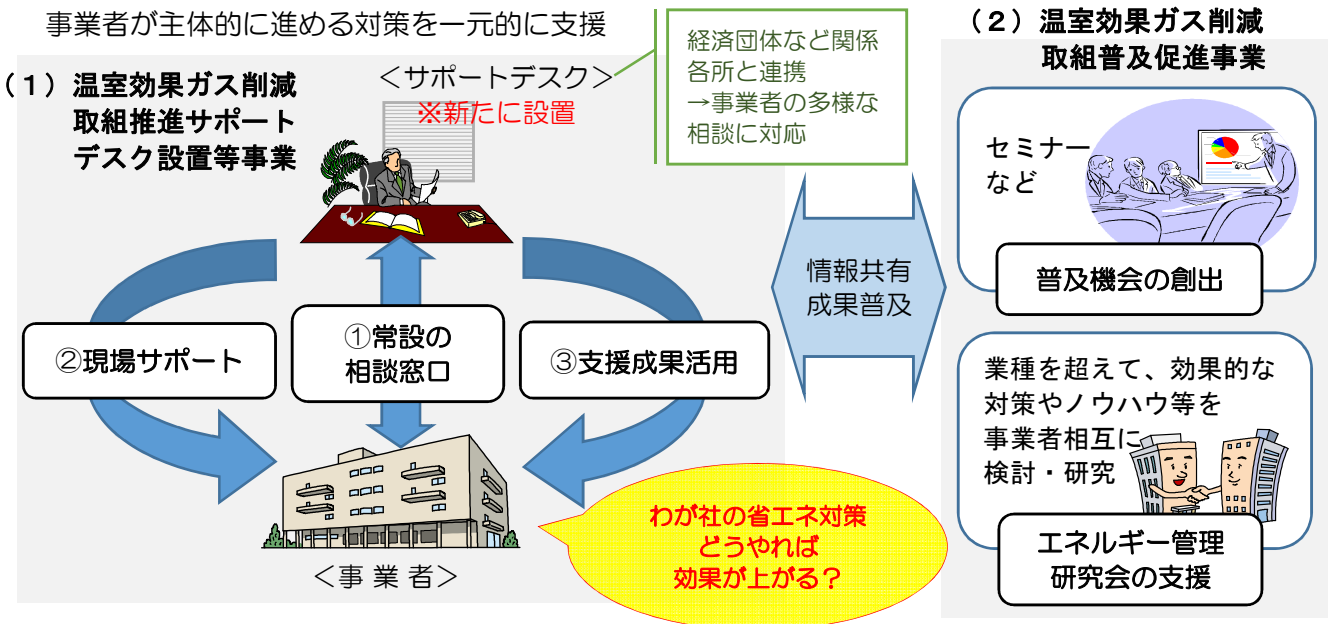 事業者が主体的に進める対策を一元的に支援
(1)温室効果ガス削減
取組推進サポート
デスク設置等事業
＜サポートデスク＞
※新たに設置
経済団体など関係
各所と連携
→事業者の多様な
相談に対応
②現場サポート
①常設の
相談窓口
③支援成果活用
＜事 業 者＞
わが社の省エネ対策
どうやれば
効果が上がる？
情報共有
成果普及
(２)温室効果ガス削減
取組普及促進事業
セミナー
など
普及機会の創出
業種を超えて、効果的な
対策やノウハウ等を
事業者相互に
検討・研究
エネルギー管理
研究会の支援